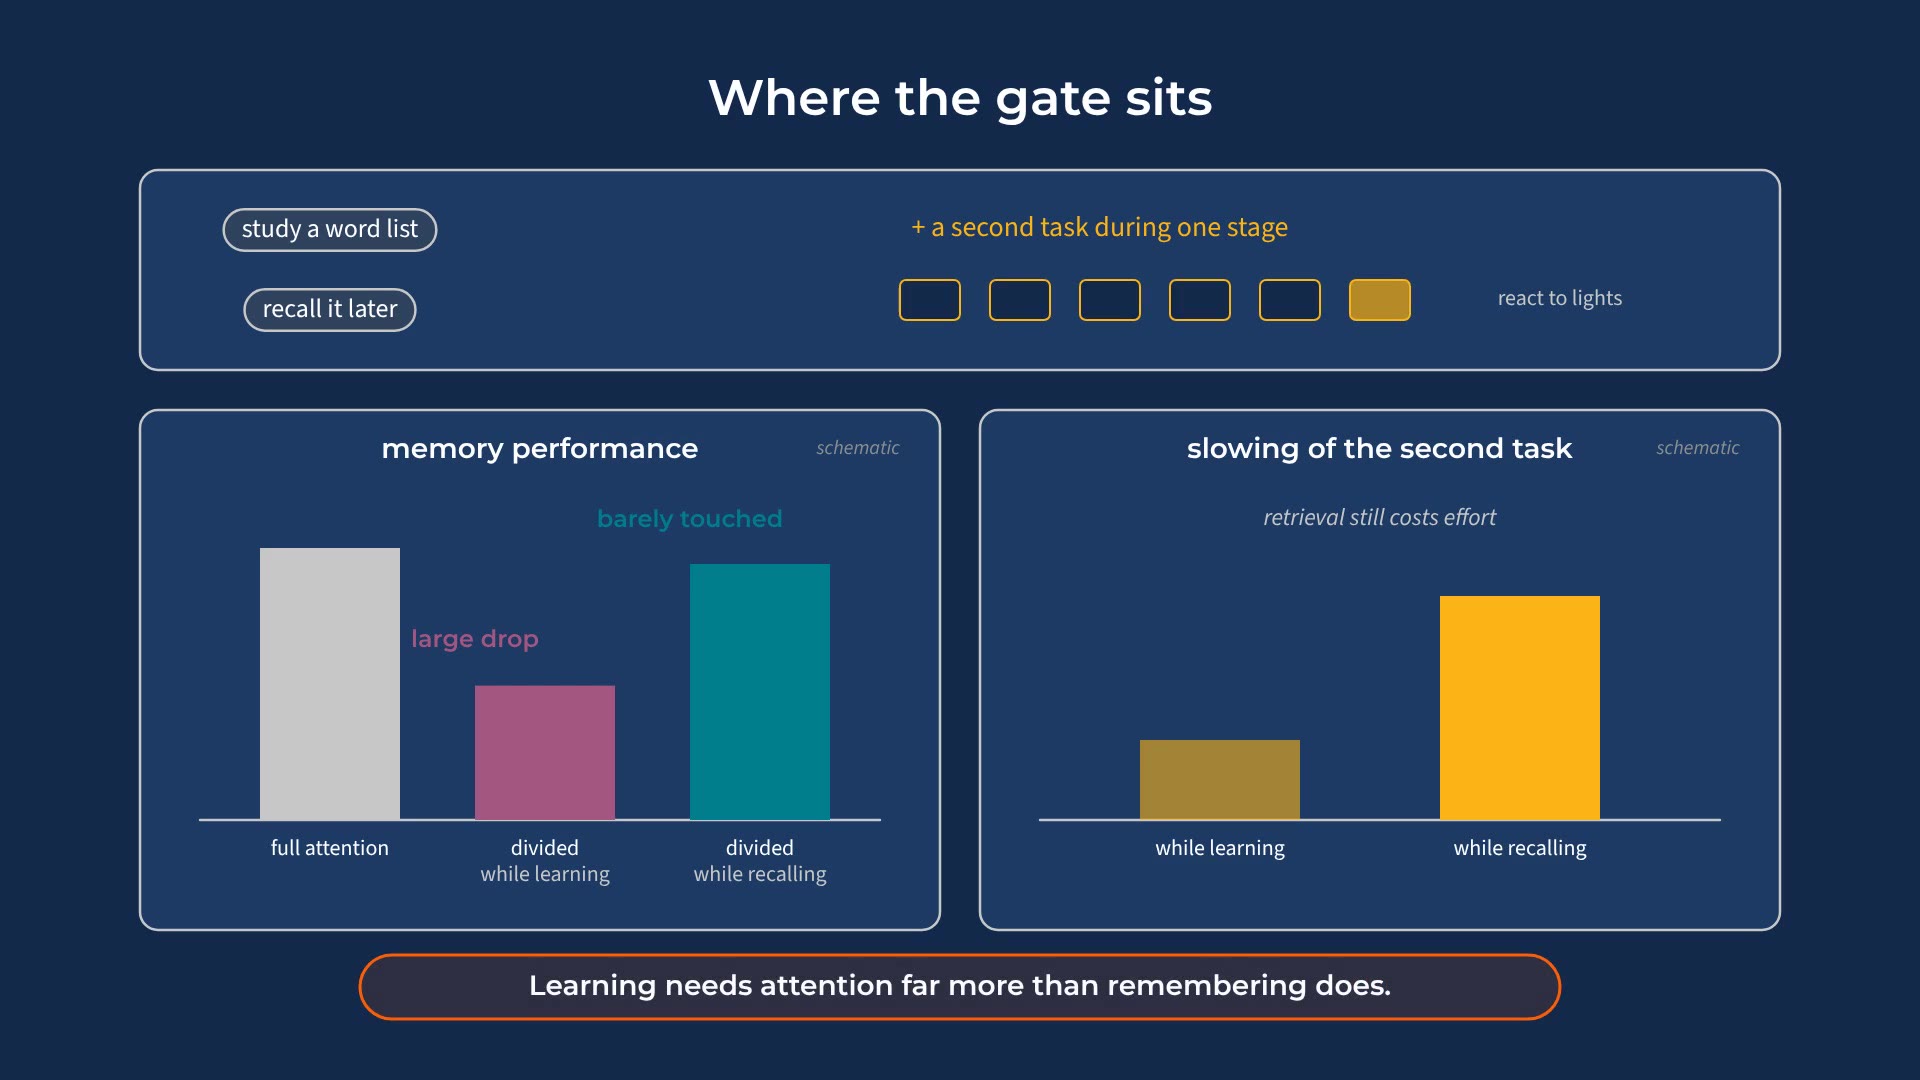 Where the gate sits
study a word list
recall it later
+ a second task during one stage
react to lights
memory performance
schematic
barely touched
large drop
full attention
divided
while learning
divided
while recalling
slowing of the second task
schematic
retrieval still costs effort
while learning
while recalling
Learning needs attention far more than remembering does.